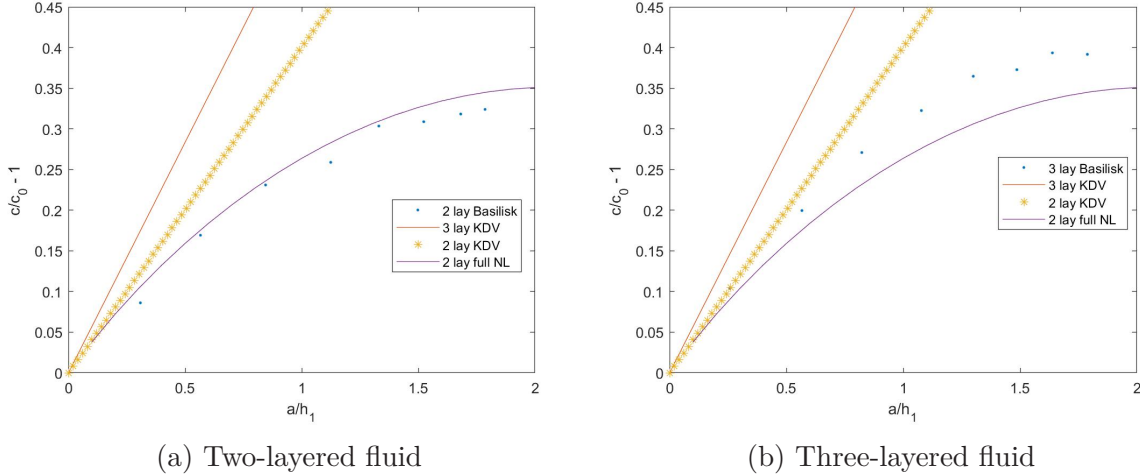 0.45
0.4
0.35
0.3
0.25
0.2
0.15
0.1
0.05
0
c/c0 - 1
0 0.5 1 1.5 2
a/h1
2 lay Basilisk
3 lay KDV
2 lay KDV
2 lay full NL
(a) Two-layered fluid
0.45
0.4
0.35
0.3
0.25
0.2
0.15
0.1
0.05
0
c/c0 - 1
0 0.5 1 1.5 2
a/h1
3 lay Basilisk
3 lay KDV
2 lay KDV
2 lay full NL
(b) Three-layered fluid